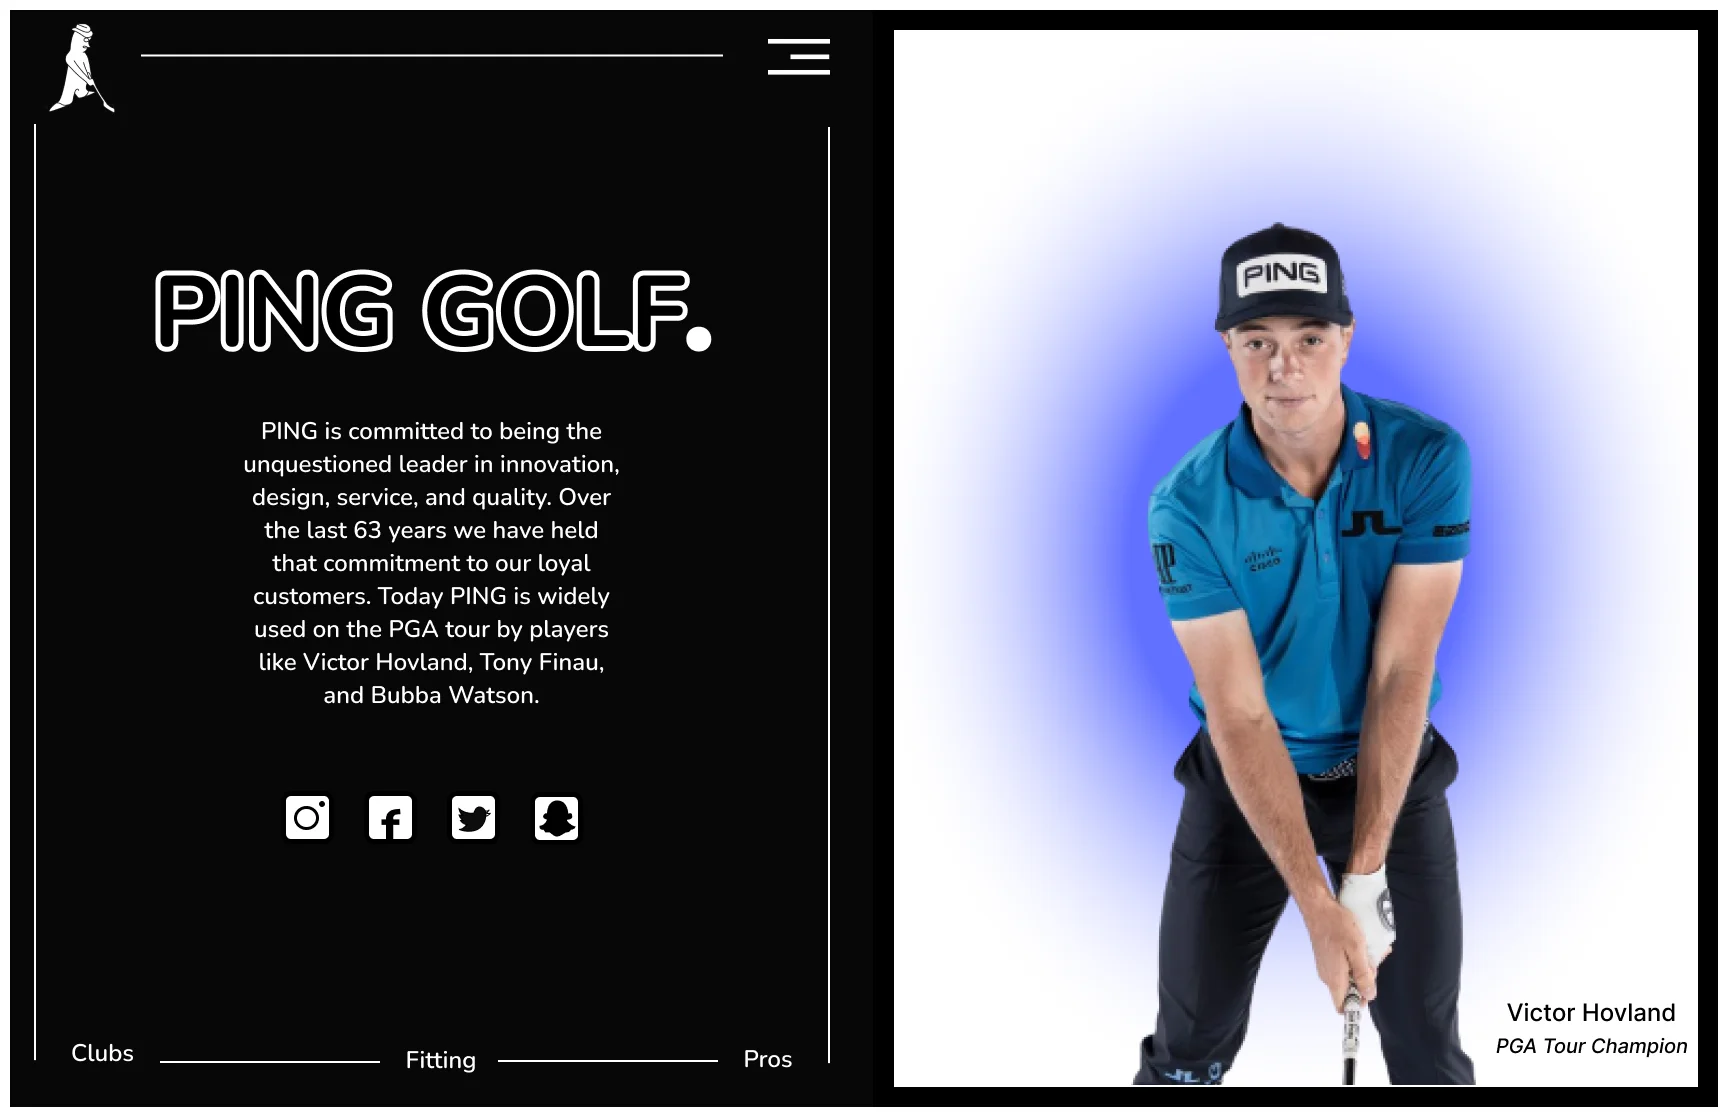 PING GOLF.
PING is committed to being the
unquestioned leader in innovation,
design, service, and quality. Over
the last 63 years we have held
that commitment to our loyal
customers. Today PING is widely
used on the PGA tour by players
like Victor Hovland, Tony Finau,
and Bubba Watson.
Clubs
Fitting
Pros
PING
CISCO
Victor Hovland
PGA Tour Champion